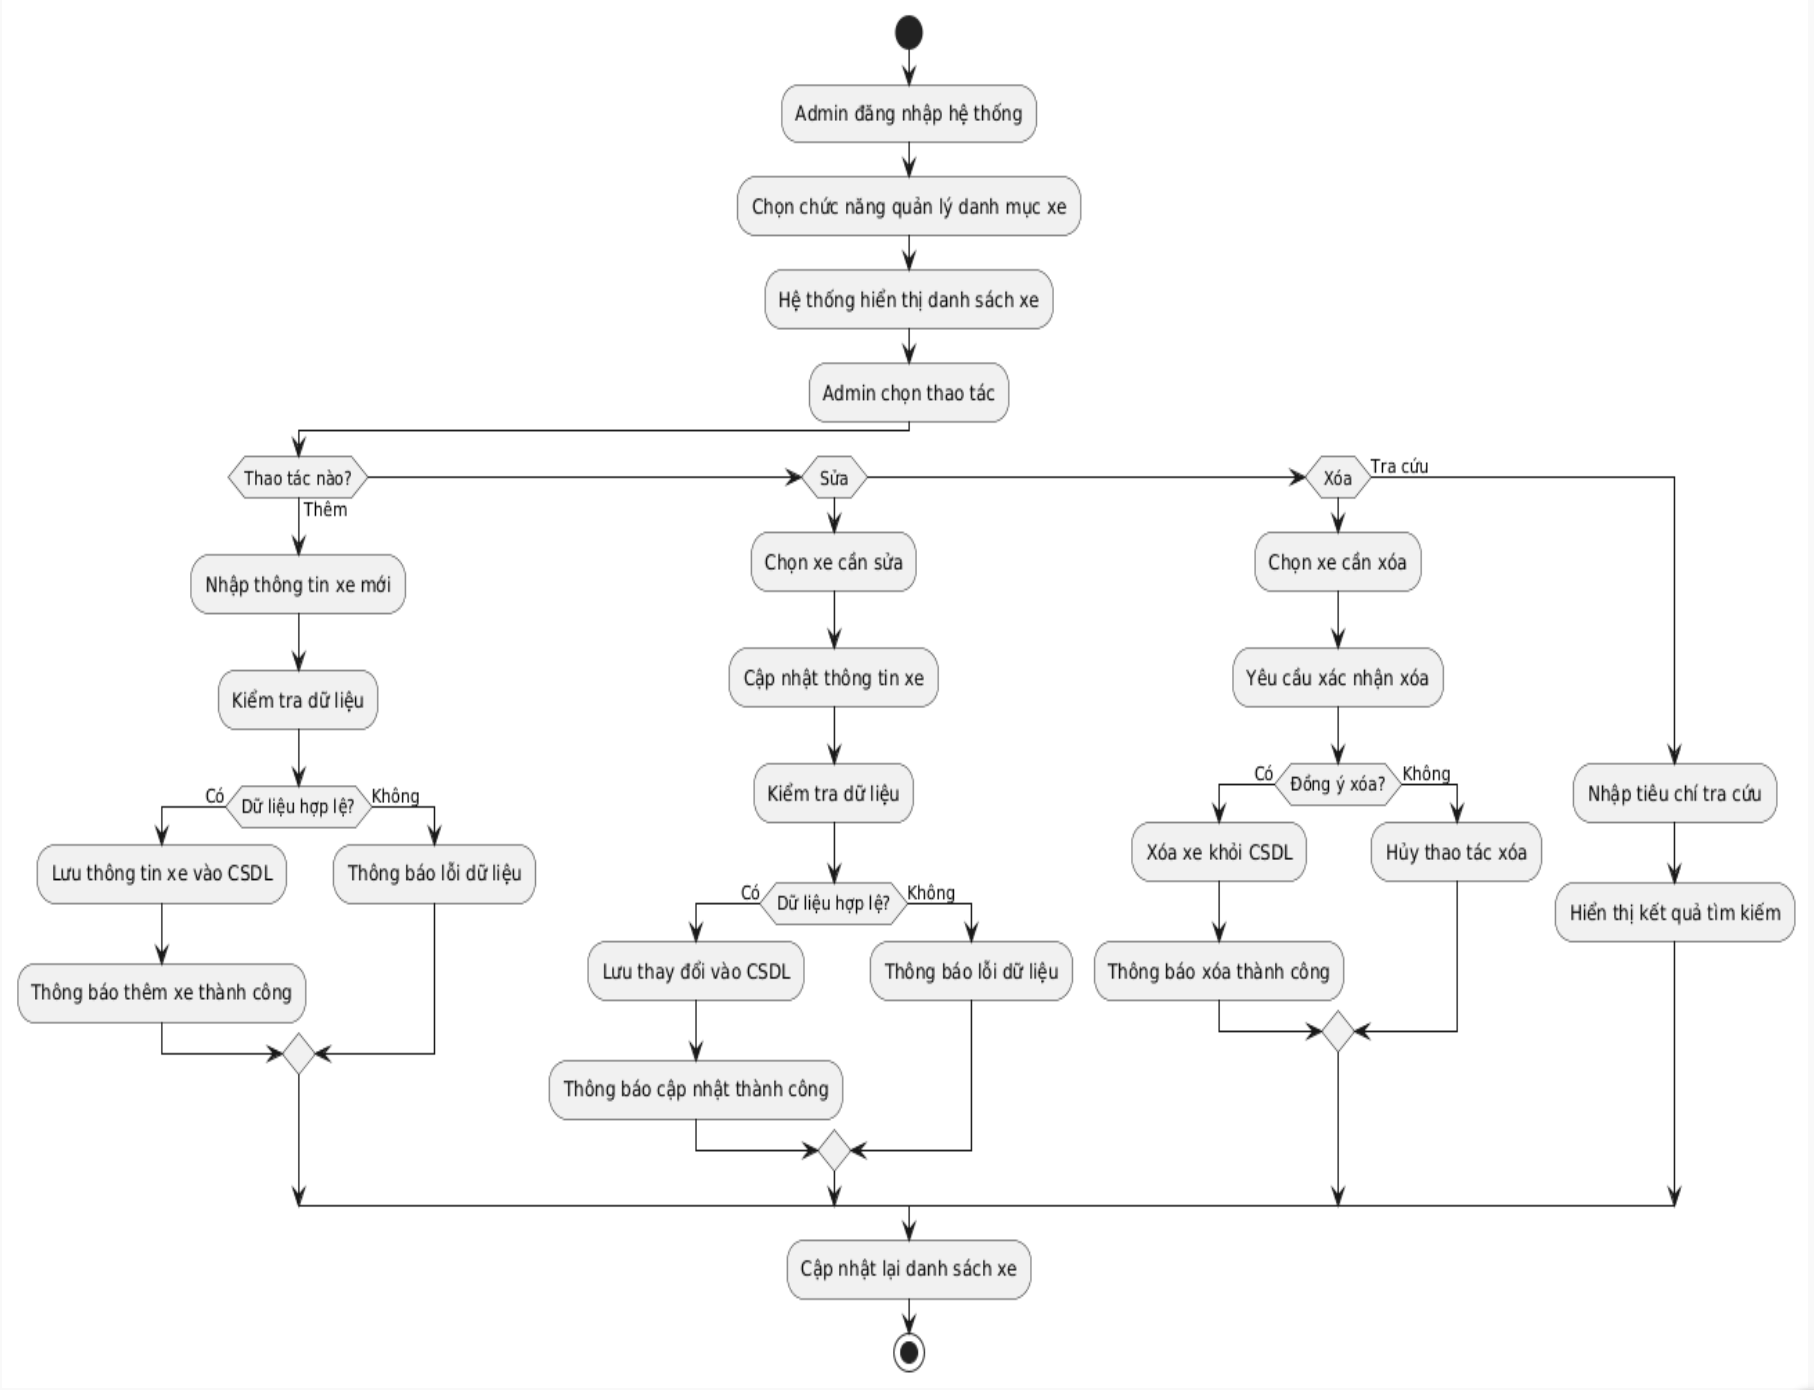 Admin đăng nhập hệ thống
Chọn chức năng quản lý danh mục xe
Hệ thống hiển thị danh sách xe
Admin chọn thao tác
Thao tác nào?
Thêm
Nhập thông tin xe mới
Kiểm tra dữ liệu
Dữ liệu hợp lệ?
Có
Không
Lưu thông tin xe vào CSDL
Thông báo lỗi dữ liệu
Thông báo thêm xe thành công
Sửa
Chọn xe cần sửa
Cập nhật thông tin xe
Kiểm tra dữ liệu
Dữ liệu hợp lệ?
Có
Không
Lưu thay đổi vào CSDL
Thông báo lỗi dữ liệu
Thông báo cập nhật thành công
Xóa
Chọn xe cần xóa
Yêu cầu xác nhận xóa
Đồng ý xóa?
Có
Không
Xóa xe khỏi CSDL
Hủy thao tác xóa
Thông báo xóa thành công
Tra cứu
Nhập tiêu chí tra cứu
Hiển thị kết quả tìm kiếm
Cập nhật lại danh sách xe